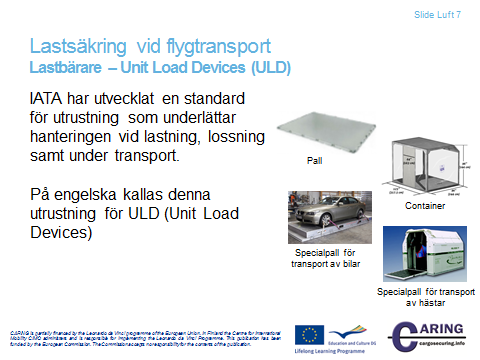 Slide Luft 7
Lastsäkring vid flygtransport
Lastbärare – Unit Load Devices (ULD)
IATA har utvecklat en standard
för utrustning som underlättar
hanteringen vid lastning, lossning
samt under transport.
På engelska kallas denna
utrustning för ULD (Unit Load
Devices)
Pall
Container
Specialpall för
transport av bilar
Specialpall för transport
av hästar
CARING is partially financed by the Leonardo da Vinci programme of the European Union. In Finland the Centre for International
Mobility CIMO administers and is responsible for implementing the Leonardo da Vinci Programme. This publication has been
funded by the European Commission. The Commission accepts no responsibility for the contents of the publication.
Education and Culture DG
Lifelong Learning Programme
CARING
cargosecuring.info